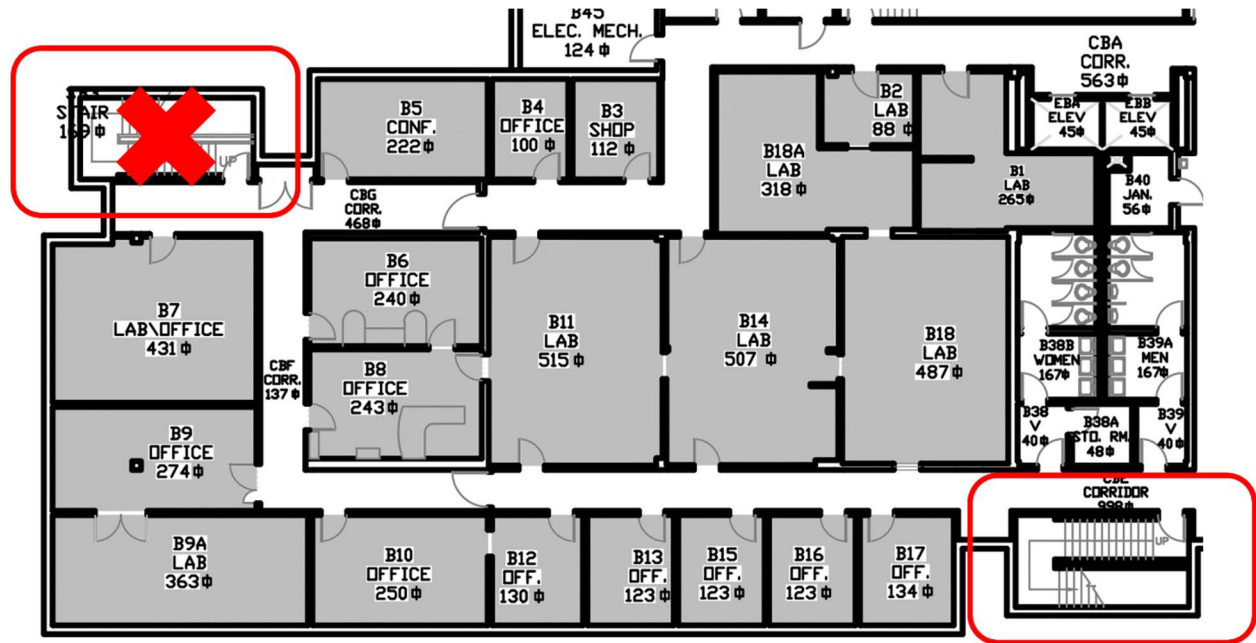 B45
ELEC. MECH.
124 ф
CBA
CORR.
563ф
STAIR
UP
B5
CONF.
222ф
B4
OFFICE
100 ф
B3
SHOP
112 ф
B2
LAB
88 ф
EBA
ELEV
45ф
EBB
ELEV
45ф
B18A
LAB
318 ф
B1
LAB
265ф
B40
JAN.
56ф
CBG
CORR.
468ф
B7
LAB\OFFICE
431 ф
B6
OFFICE
240 ф
B11
LAB
515 ф
B14
LAB
507 ф
B18
LAB
487ф
B38B
WOMEN
167ф
B39A
MEN
167ф
CBF
CORR.
137 ф
B8
OFFICE
243ф
B9
OFFICE
274 ф
B38
V
40ф
B38A
STO. RM.
48ф
B39
V
40ф
CORRIDOR
998ф
UP
B9A
LAB
363ф
B10
OFFICE
250 ф
B12
OFF.
130 ф
B13
OFF.
123 ф
B15
OFF.
123 ф
B16
OFF.
123 ф
B17
OFF.
134 ф